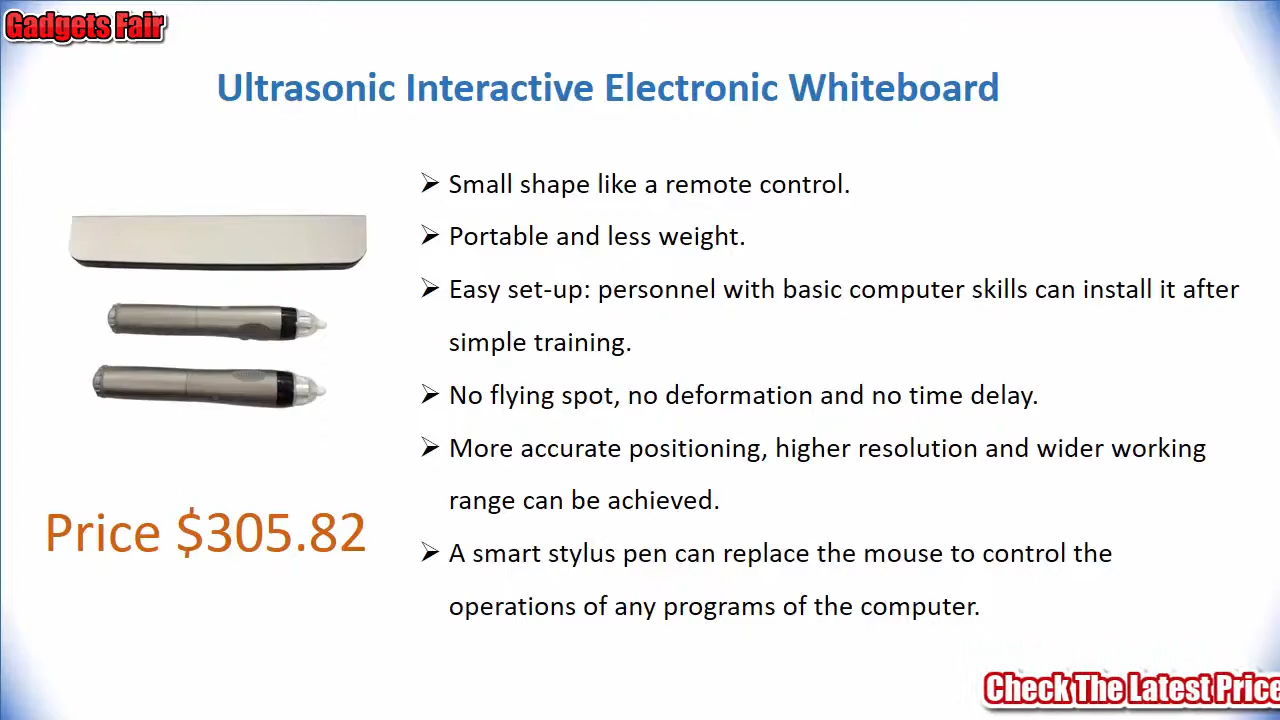 Gadgets Fair
Ultrasonic Interactive Electronic Whiteboard
Small shape like a remote control.
Portable and less weight.
Easy set-up: personnel with basic computer skills can install it after
simple training.
No flying spot, no deformation and no time delay.
More accurate positioning, higher resolution and wider working
range can be achieved.
A smart stylus pen can replace the mouse to control the
operations of any programs of the computer.
Price $305.82
Check The Latest Price